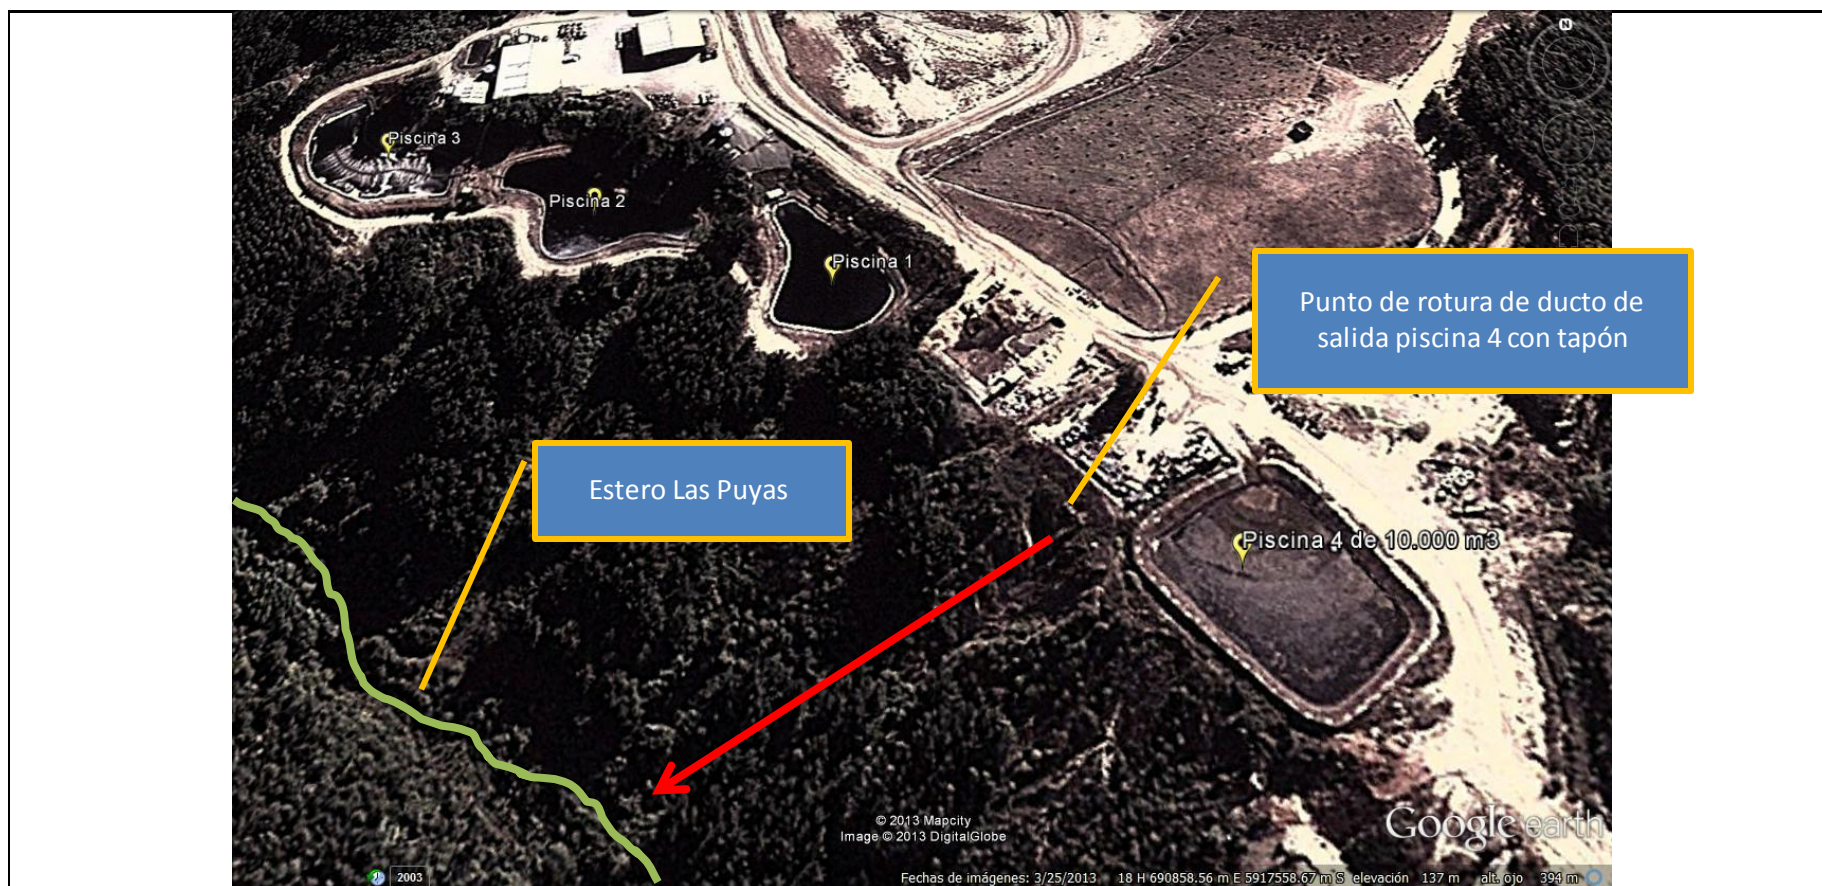 N
Piscina 3
Piscina 2
Piscina 1
Punto de rotura de ducto de
salida piscina 4 con tapón
Estero Las Puyas
Piscina 4 de 10.000 m3
© 2013 Mapcity
Image © 2013 DigitalGlobe
Google earth
2003
Fechas de imágenes: 3/25/2013 18 H 690858.56 m E 5917558.67 m S elevación 137 m alt. ojo 394 m